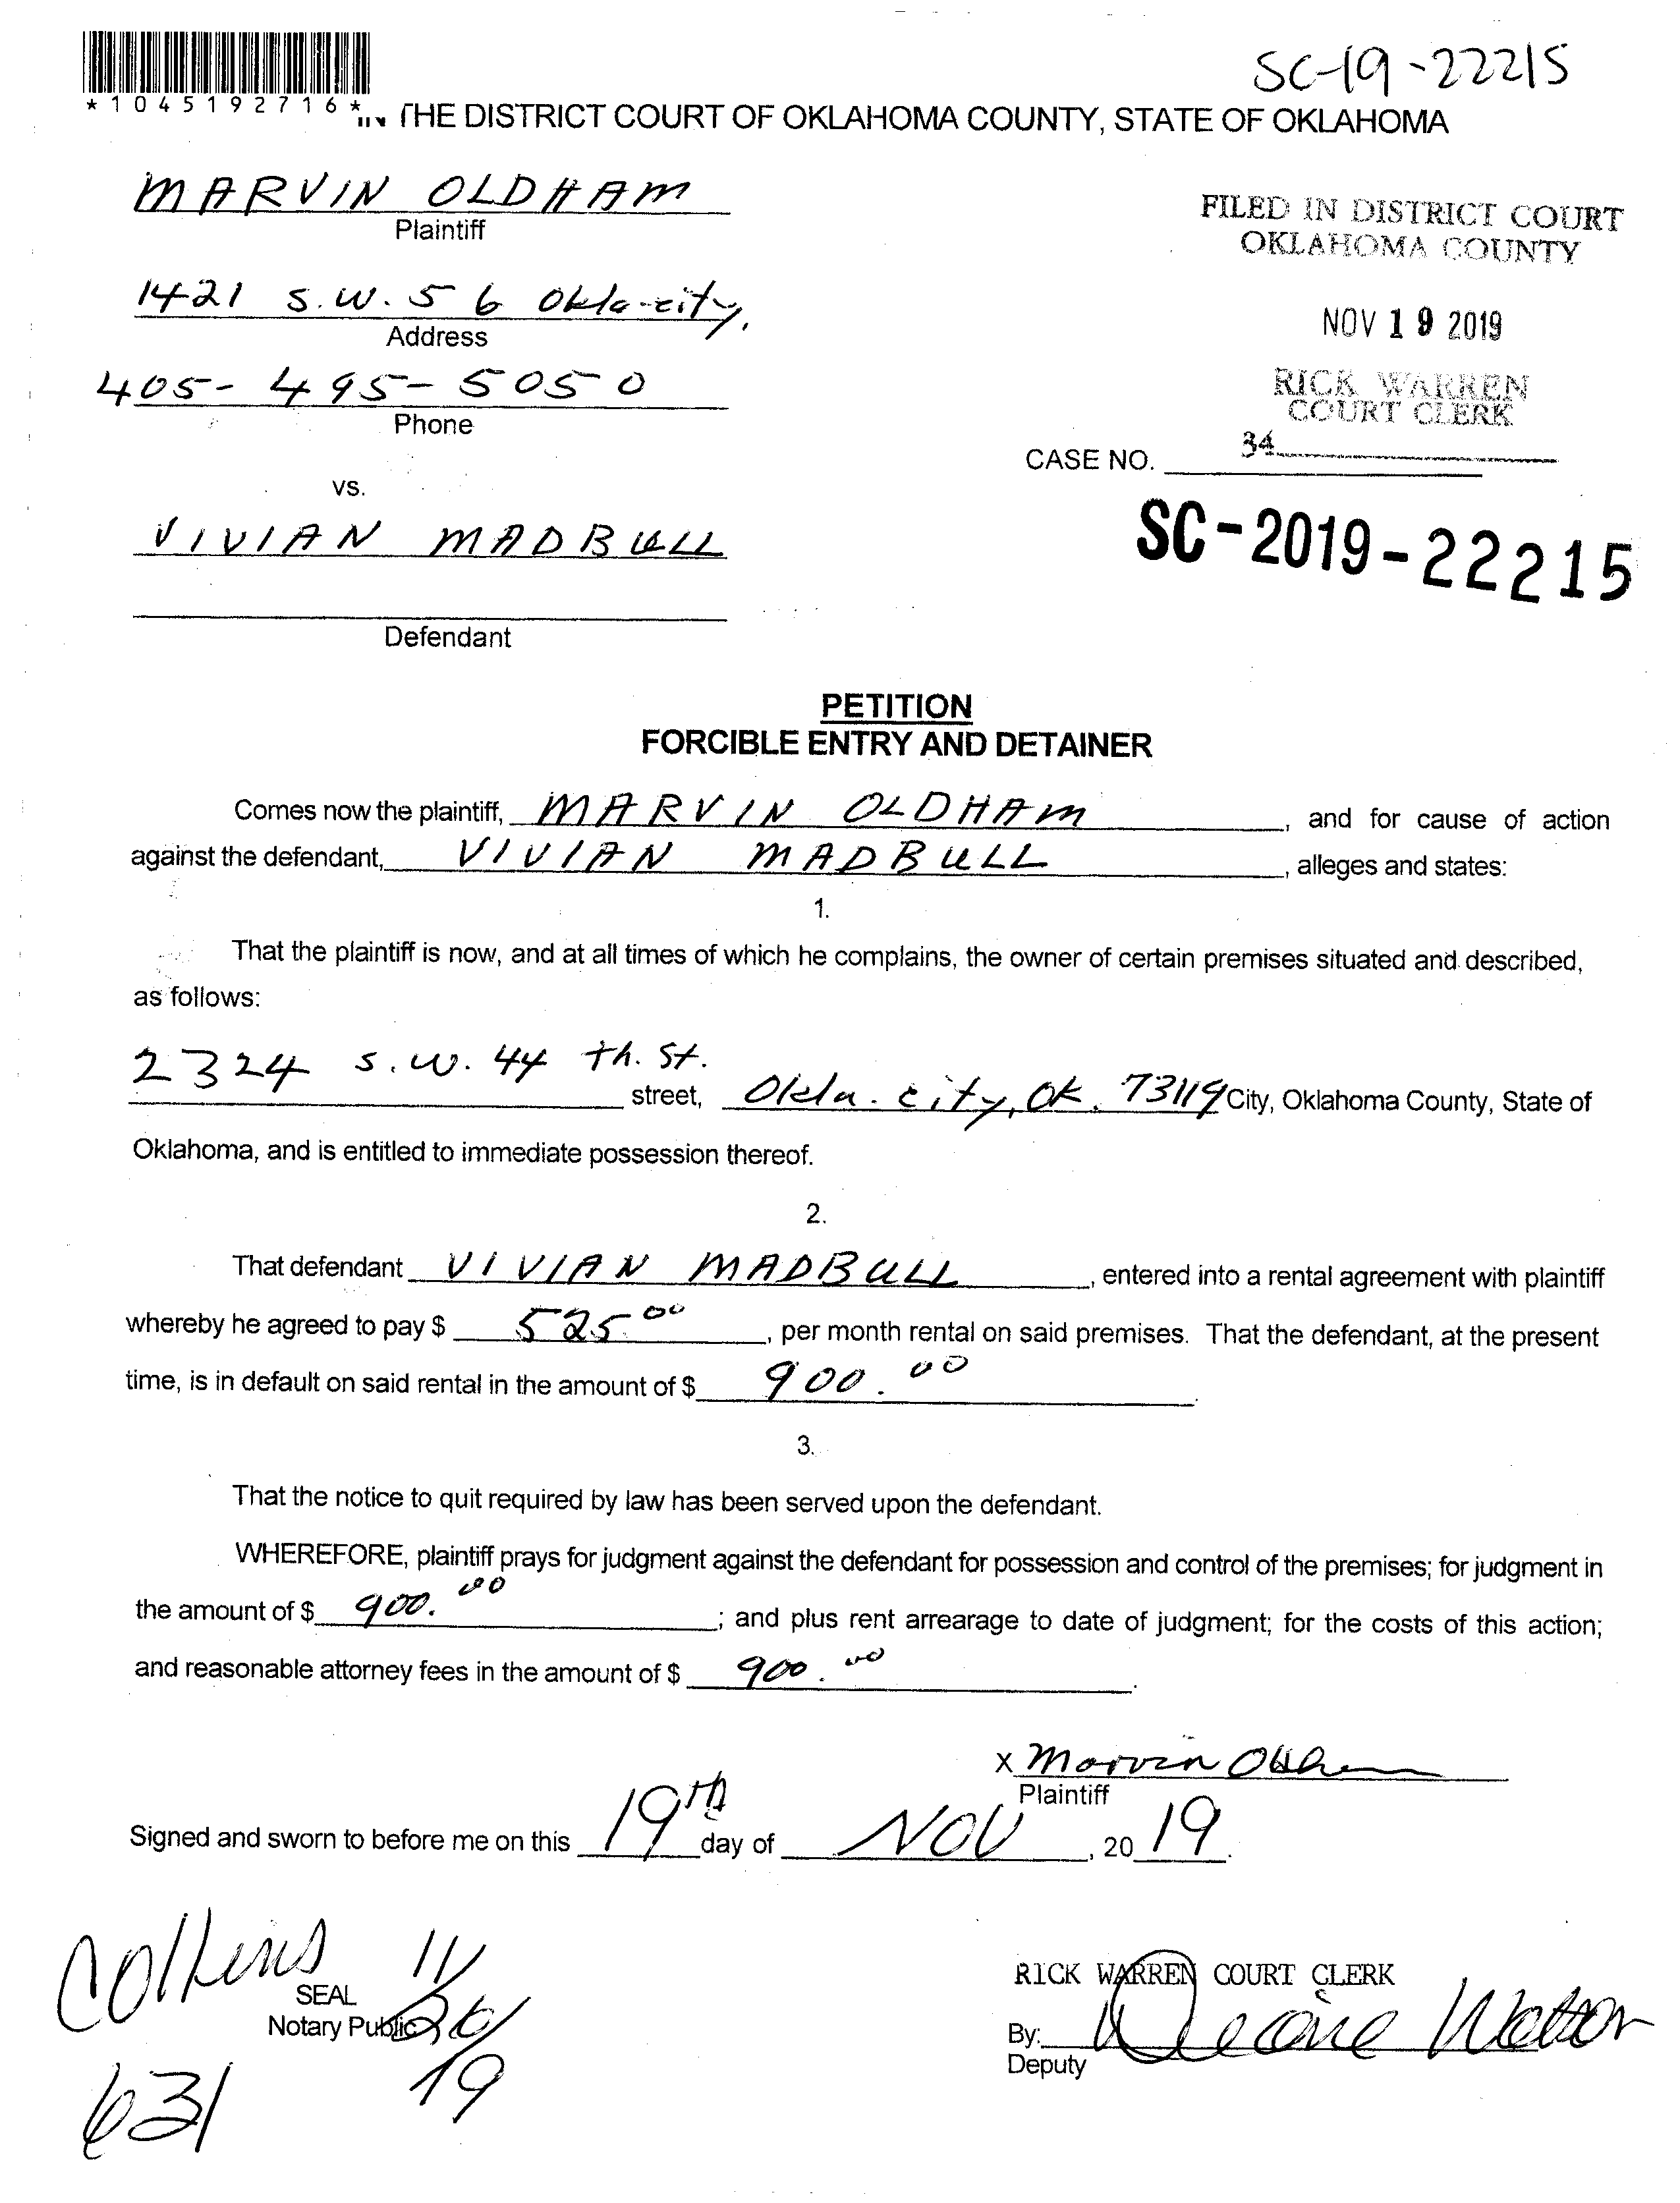 SC-19-22215
*1045192716*
IN THE DISTRICT COURT OF OKLAHOMA COUNTY, STATE OF OKLAHOMA
MARVIN OLDHAM
Plaintiff
FILED IN DISTRICT COURT
OKLAHOMA COUNTY
1421 S.W. 56 Okla-city,
Address
NOV 19 2019
405-495-5050
Phone
RICK WARREN
COURT CLERK
34
CASE NO.
vs.
SC-2019-22215
VIVIAN MADBULL
Defendant
PETITION
FORCIBLE ENTRY AND DETAINER
Comes now the plaintiff, MARVIN OLDHAM, and for cause of action
against the defendant, VIVIAN MADBULL, alleges and states:
1.
That the plaintiff is now, and at all times of which he complains, the owner of certain premises situated and described,
as follows:
2324 S.W. 44 th. St. street, Okla. city, OK. 73119 City, Oklahoma County, State of
Oklahoma, and is entitled to immediate possession thereof.
2.
That defendant VIVIAN MADBULL, entered into a rental agreement with plaintiff
whereby he agreed to pay $ 525.00, per month rental on said premises. That the defendant, at the present
time, is in default on said rental in the amount of $ 900.00.
3.
That the notice to quit required by law has been served upon the defendant.
WHEREFORE, plaintiff prays for judgment against the defendant for possession and control of the premises; for judgment in
the amount of $ 900.00; and plus rent arrearage to date of judgment; for the costs of this action;
and reasonable attorney fees in the amount of $ 900.00.
X Marvin Oldham
Plaintiff
Signed and sworn to before me on this 19th day of NOV, 2019.
Collins 11/26/19
SEAL
Notary Public
631
RICK WARREN COURT CLERK
By:
Deputy